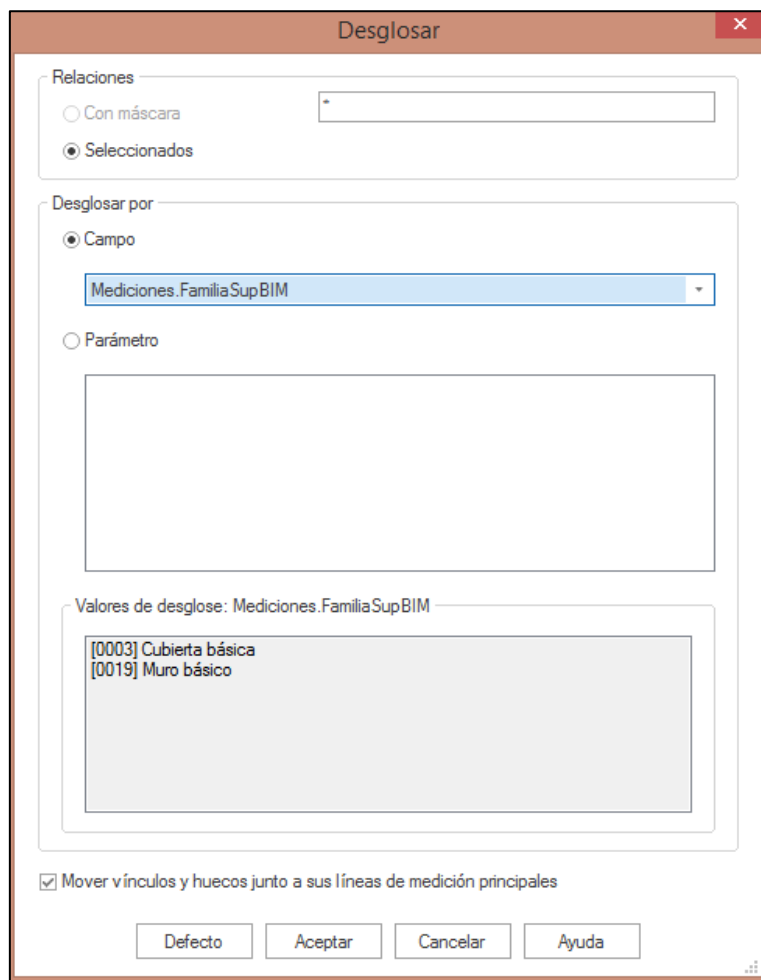 Desglosar
Relaciones
Con máscara
*
Seleccionados
Desglosar por
Campo
Mediciones.FamiliaSupBIM
Parámetro
Valores de desglose: Mediciones.FamiliaSupBIM
[0003] Cubierta básica
[0019] Muro básico
Mover vínculos y huecos junto a sus líneas de medición principales
Defecto
Aceptar
Cancelar
Ayuda